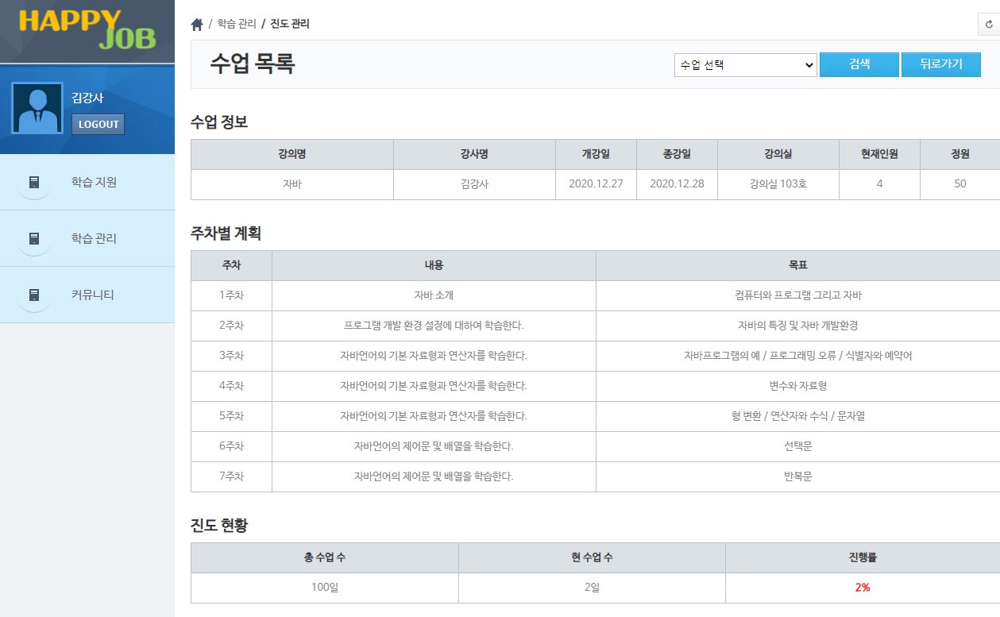 HAPPY
JOB
김강사
LOGOUT
학습 지원
학습 관리
커뮤니티
/ 학습 관리 / 진도 관리
수업 목록
수업 선택 검색 뒤로가기
수업 정보
강의명 강사명 개강일 종강일 강의실 현재인원 정원
자바 김강사 2020.12.27 2020.12.28 강의실 103호 4 50
주차별 계획
주차 내용 목표
1주차 자바 소개 컴퓨터와 프로그램 그리고 자바
2주차 프로그램 개발 환경 설정에 대하여 학습한다. 자바의 특징 및 자바 개발환경
3주차 자바언어의 기본 자료형과 연산자를 학습한다. 자바프로그램의 예 / 프로그래밍 오류 / 식별자와 예약어
4주차 자바언어의 기본 자료형과 연산자를 학습한다. 변수와 자료형
5주차 자바언어의 기본 자료형과 연산자를 학습한다. 형 변환 / 연산자와 수식 / 문자열
6주차 자바언어의 제어문 및 배열을 학습한다. 선택문
7주차 자바언어의 제어문 및 배열을 학습한다. 반복문
진도 현황
총 수업 수 현 수업 수 진행률
100일 2일 2%